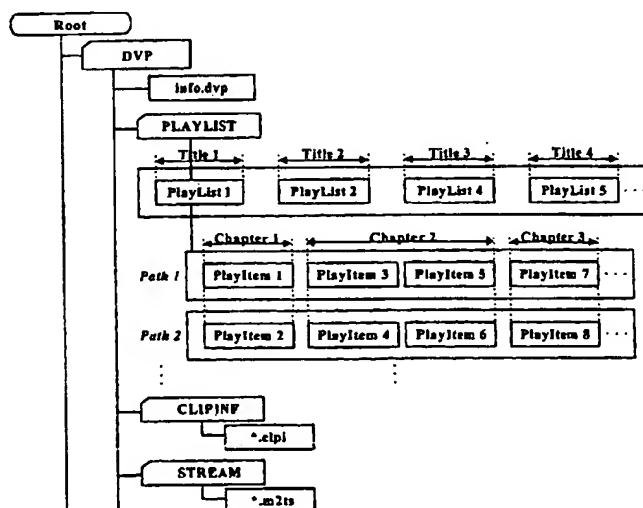 Root
DVP
info.dvp
PLAYLIST
Title 1 Title 2 Title 3 Title 4
PlayList 1 PlayList 2 PlayList 4 PlayList 5 ...
Chapter 1 Chapter 2 Chapter 3
Path 1 PlayItem 1 PlayItem 3 PlayItem 5 PlayItem 7 ...
Path 2 PlayItem 2 PlayItem 4 PlayItem 6 PlayItem 8 ...
CLIPINF
*.clpi
STREAM
*.m2ts